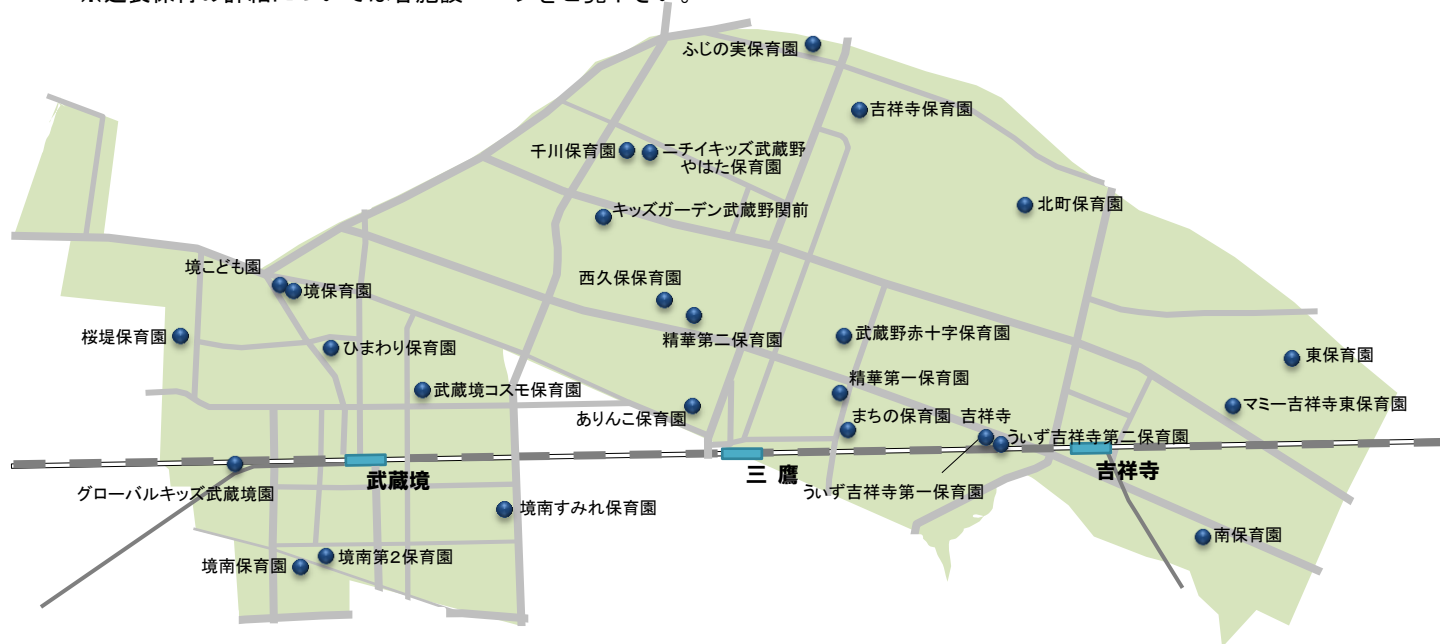 ふじの実保育園
吉祥寺保育園
千川保育園
ニチイキッズ武蔵野
やはた保育園
キッズガーデン武蔵野関前
北町保育園
境こども園
境保育園
西久保保育園
桜堤保育園
ひまわり保育園
精華第二保育園
武蔵野赤十字保育園
東保育園
武蔵境コスモ保育園
精華第一保育園
マミー吉祥寺東保育園
ありんこ保育園
まちの保育園 吉祥寺
うぃず吉祥寺第二保育園
武蔵境
三 鷹
吉祥寺
グローバルキッズ武蔵境園
うぃず吉祥寺第一保育園
境南すみれ保育園
南保育園
境南第2保育園
境南保育園